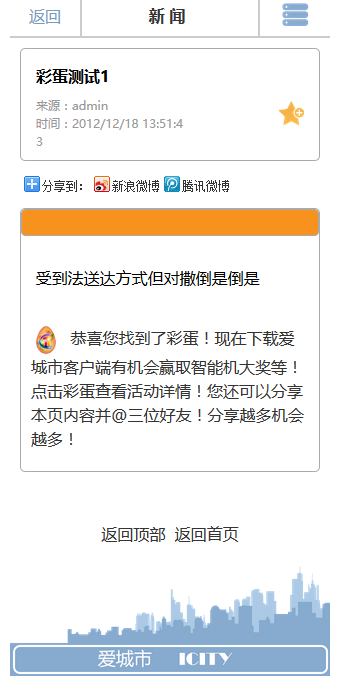 返回 新闻
彩蛋测试1
来源：admin
时间：2012/12/18 13:51:4
3
分享到： 新浪微博 腾讯微博
受到法送达方式但对撒倒是倒是
恭喜您找到了彩蛋！现在下载爱
城市客户端有机会赢取智能机大奖等！
点击彩蛋查看活动详情！您还可以分享
本页内容并@三位好友！分享越多机会
越多！
返回顶部 返回首页
爱城市 ICITY